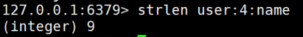 127.0.0.1:6379> strlen user:4:name
(integer) 9